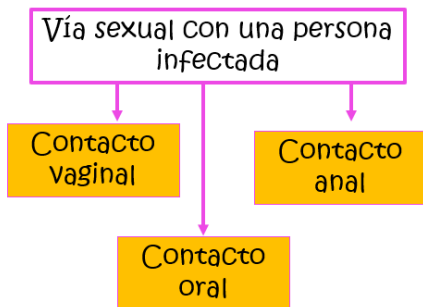 Vía sexual con una persona
infectada
Contacto
vaginal
Contacto
anal
Contacto
oral